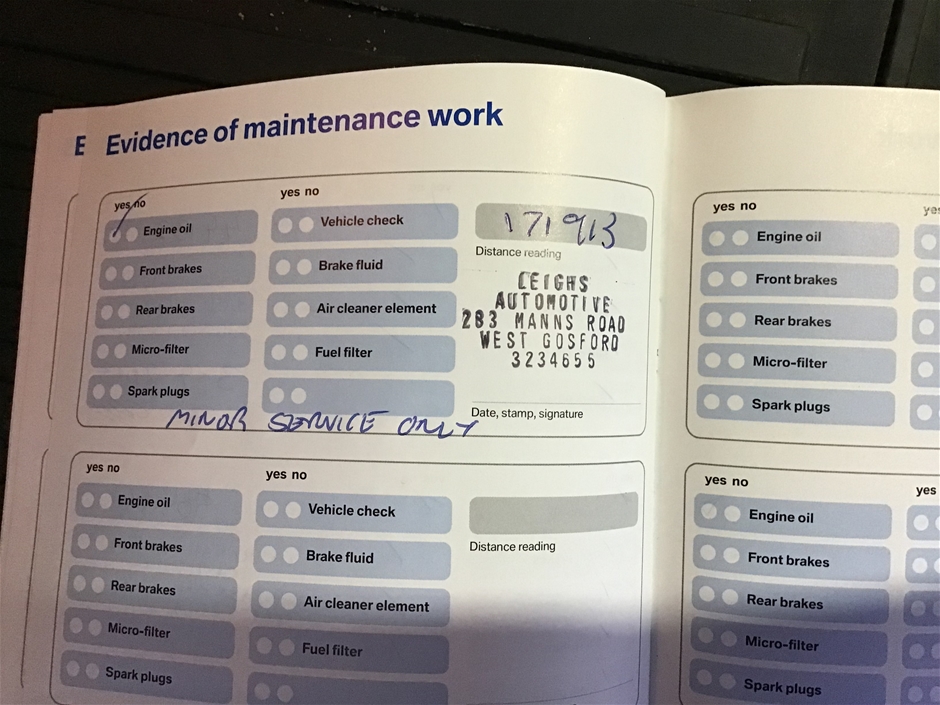 E Evidence of maintenance work
yes no
Engine oil
Front brakes
Rear brakes
Micro-filter
Spark plugs
yes no
Vehicle check
Brake fluid
Air cleaner element
Fuel filter
171913
Distance reading
LEIGHS
AUTOMOTIVE
283 MANNS ROAD
WEST GOSFORD
3234655
Date, stamp, signature
MINOR SERVICE ONLY
yes no
Engine oil
Front brakes
Rear brakes
Micro-filter
Spark plugs
yes no
Vehicle check
Brake fluid
Air cleaner element
Fuel filter
Distance reading
yes no
Engine oil
Front brakes
Rear brakes
Micro-filter
Spark plugs
yes no
Engine oil
Front brakes
Rear brakes
Micro-filter
Spark plugs
yes